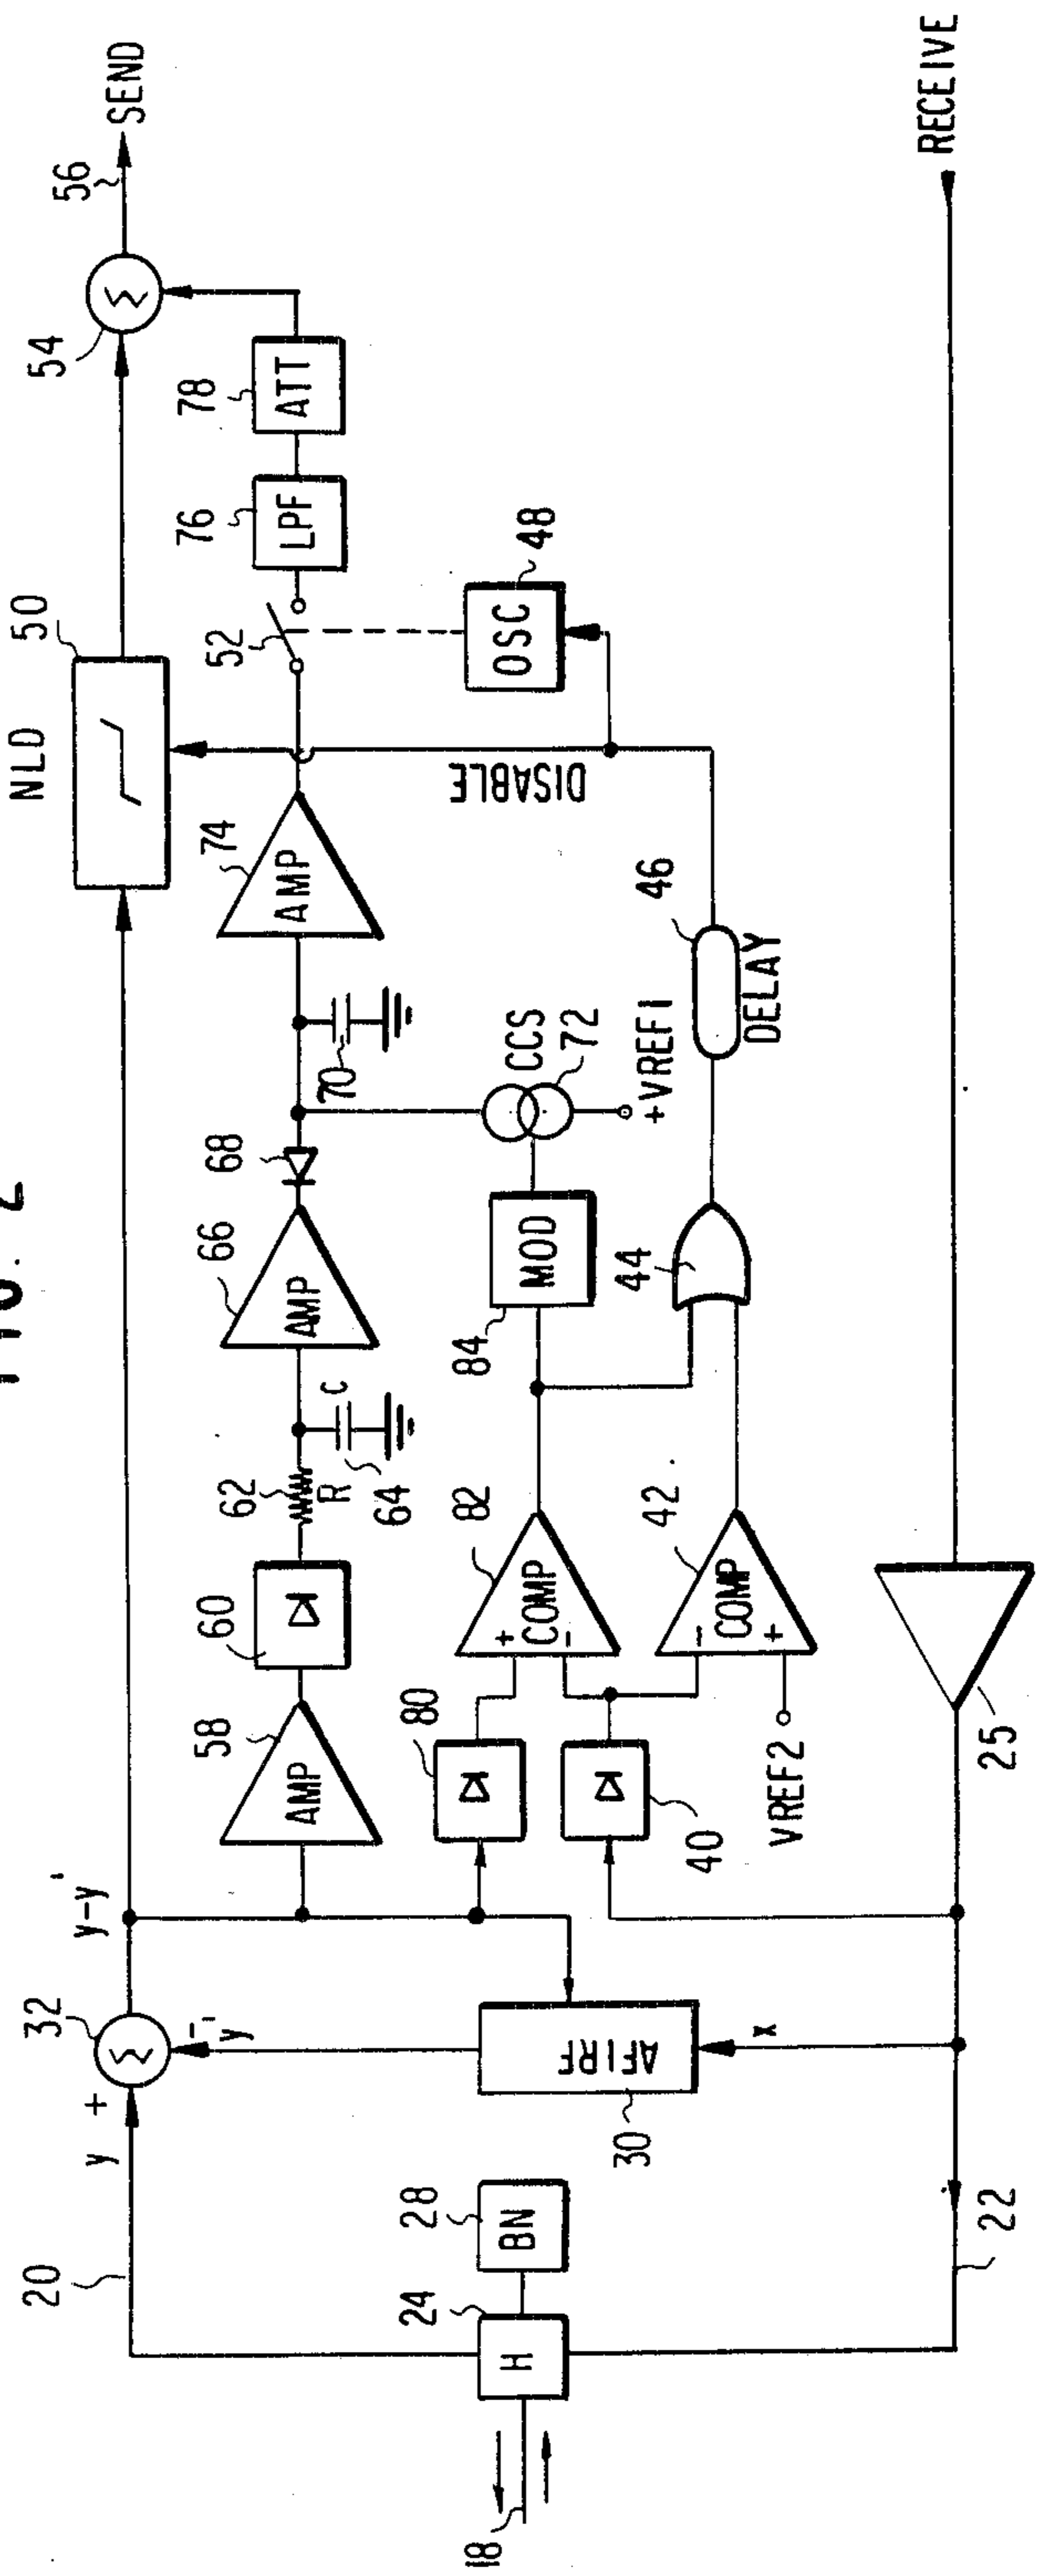 FIG. 2
SEND
56
54
78
ATT
76
LPF
52
48
OSC
50
NLD
DISABLE
74
AMP
70
CCS
72
+VREF1
46
DELAY
68
66
AMP
84
MOD
44
62
R
C
64
60
58
AMP
82
+
COMP
-
42
-
COMP
+
80
40
VREF2
25
RECEIVE
y-y'
32
+
y
-
y'
AFIRF
30
x
20
28
BN
24
H
18
22